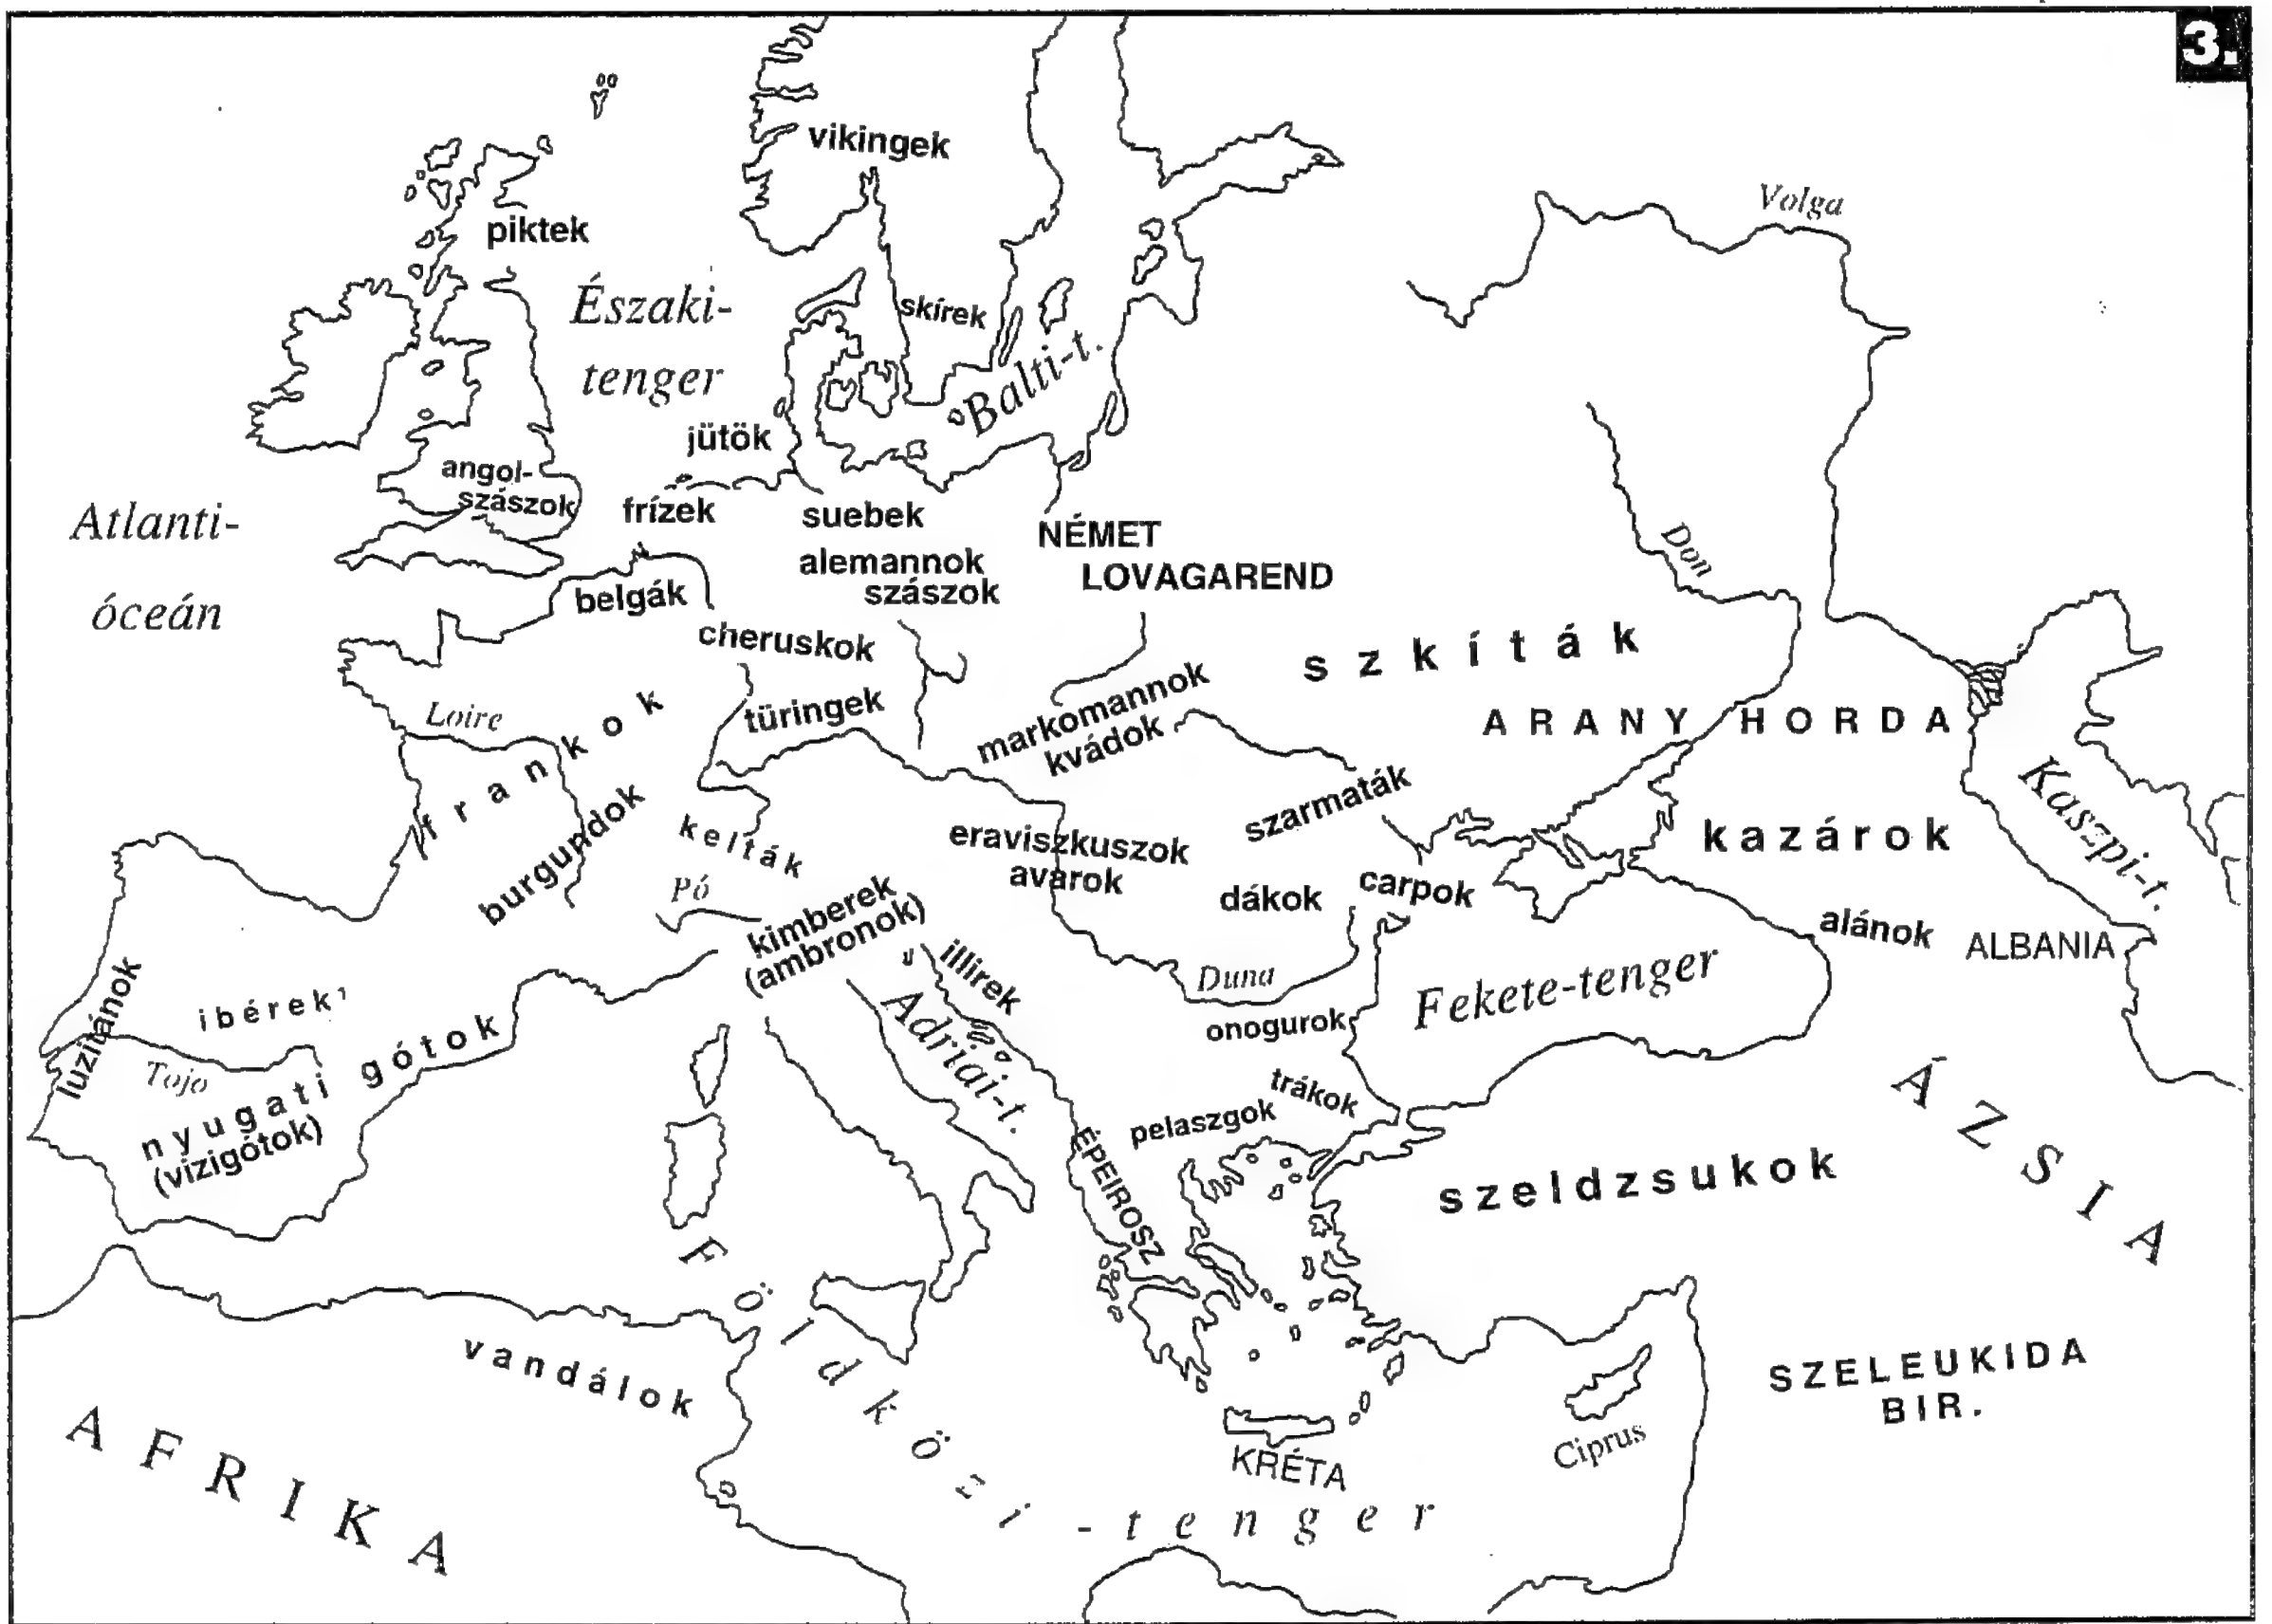 3.
vikingek
Volga
piktek
Északi-
tenger
skírek
Balti-t.
jütök
angol-
szászok
frízek
suebek
Atlanti-
óceán
NÉMET
LOVAGAREND
alemannok
szászok
belgák
Don
cheruskok
szkíták
markomannok
kvádok
türingek
Loire
frankok
ARANY HORDA
burgundok
kelták
szarmaták
eraviszkuszok
avarok
kazárok
Kaszpi-t.
Pó
dákok
carpok
kimberek
(ambronok)
illírek
alánok
ALBANIA
Duna
Fekete-tenger
luzitánok
ibérek
Adriai-t.
onogurok
Tojo
nyugati gótok
(vizigótok)
trákok
pelaszgok
ÁZSIA
ÉPEIROSZ
szeldzsukok
Földközi-tenger
vandálok
SZELEUKIDA
BIR.
AFRIKA
Ciprus
KRÉTA